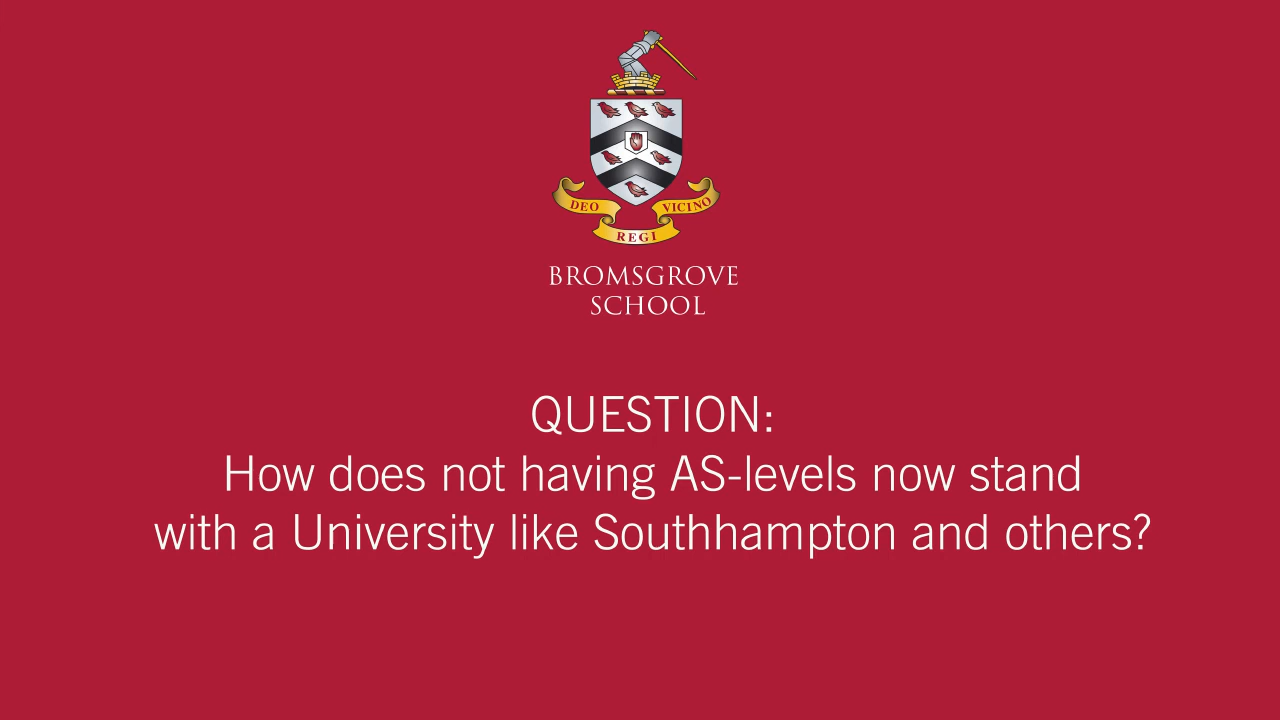 DEO
VICINO
REGI
BROMSGROVE
SCHOOL
QUESTION:
How does not having AS-levels now stand
with a University like Southhampton and others?